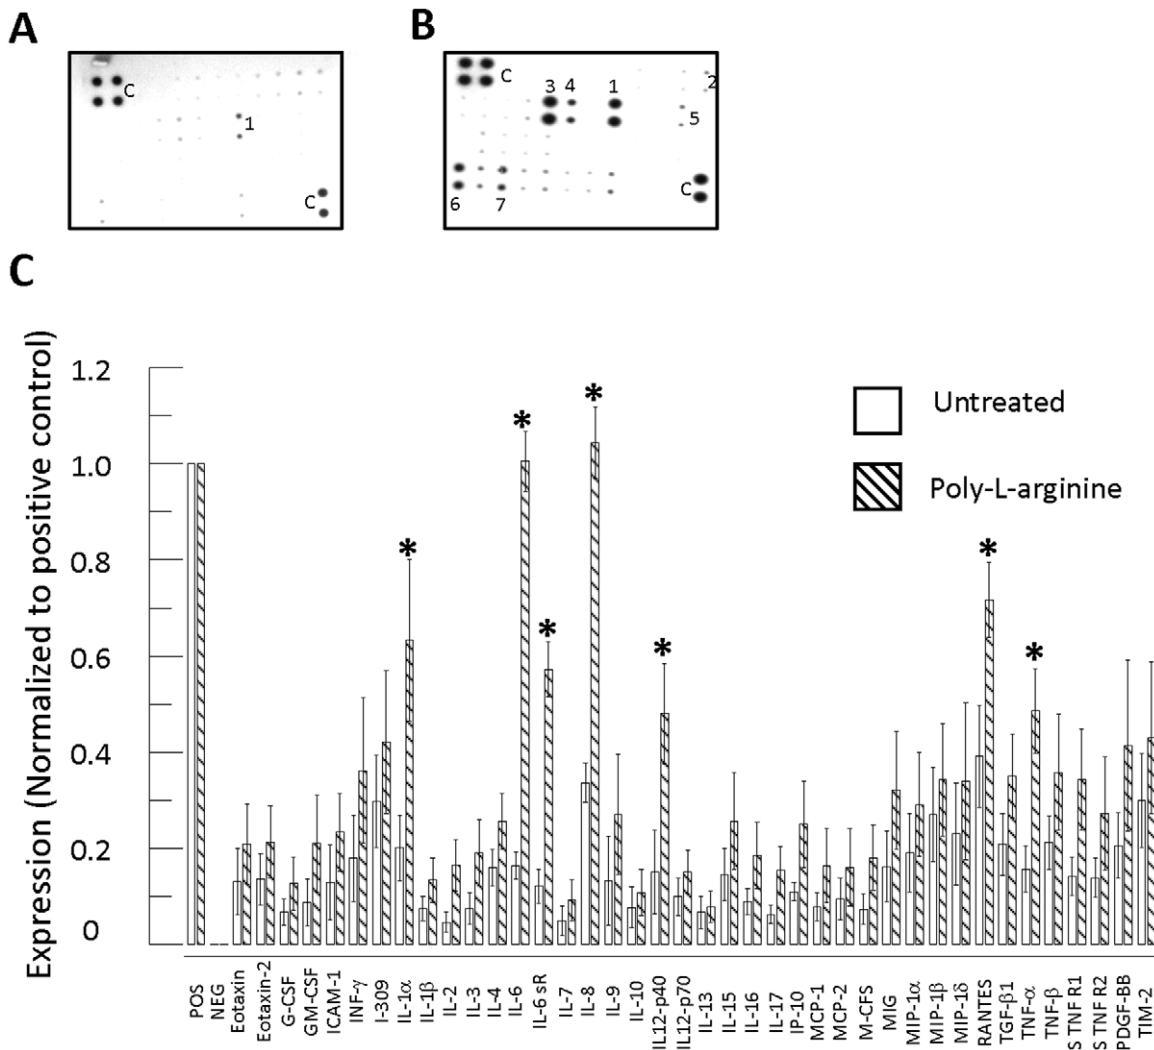 A
B
C
1
C
C
3 4 1
2
5
C
6 7
C
Expression (Normalized to positive control)
1.2
1.0
0.8
0.6
0.4
0.2
0
*
*
*
*
*
*
*
Untreated
Poly-L-arginine
POS
NEG
Eotaxin
Eotaxin-2
G-CSF
GM-CSF
ICAM-1
INF-γ
I-309
IL-1α
IL-1β
IL-2
IL-3
IL-4
IL-6
IL-6 sR
IL-7
IL-8
IL-9
IL-10
IL12-p40
IL12-p70
IL-13
IL-15
IL-16
IL-17
IP-10
MCP-1
MCP-2
M-CFS
MIG
MIP-1α
MIP-1β
MIP-1δ
RANTES
TGF-β1
TNF-α
TNF-β
S TNF R1
S TNF R2
PDGF-BB
TIM-2